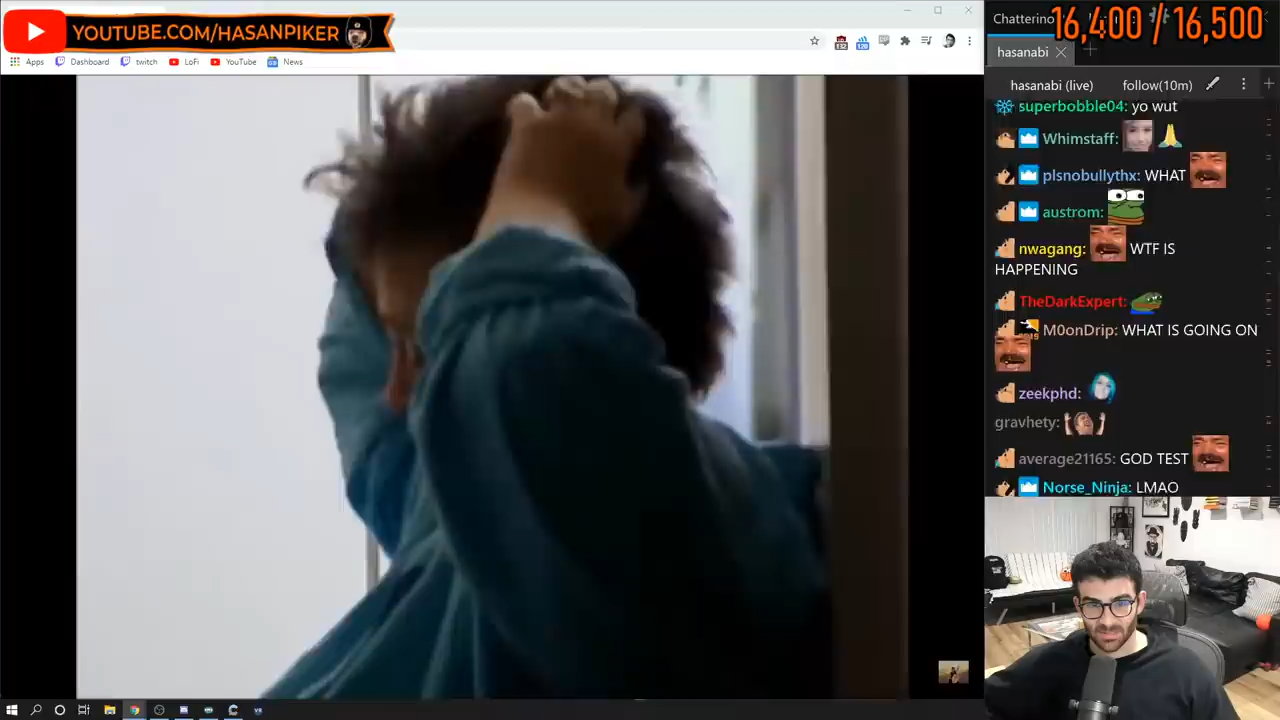 YOUTUBE.COM/HASANPIKER
132
120
Apps Dashboard twitch LoFi YouTube News
Chatterino
16,400 / 16,500
hasanabi
hasanabi (live) follow(10m)
superbobble04: yo wut
Whimstaff:
plsnobullythx: WHAT
austrom:
nwagang: WTF IS
HAPPENING
TheDarkExpert:
M0onDrip: WHAT IS GOING ON
zeekphd:
gravhety:
average21165: GOD TEST
Norse_Ninja: LMAO